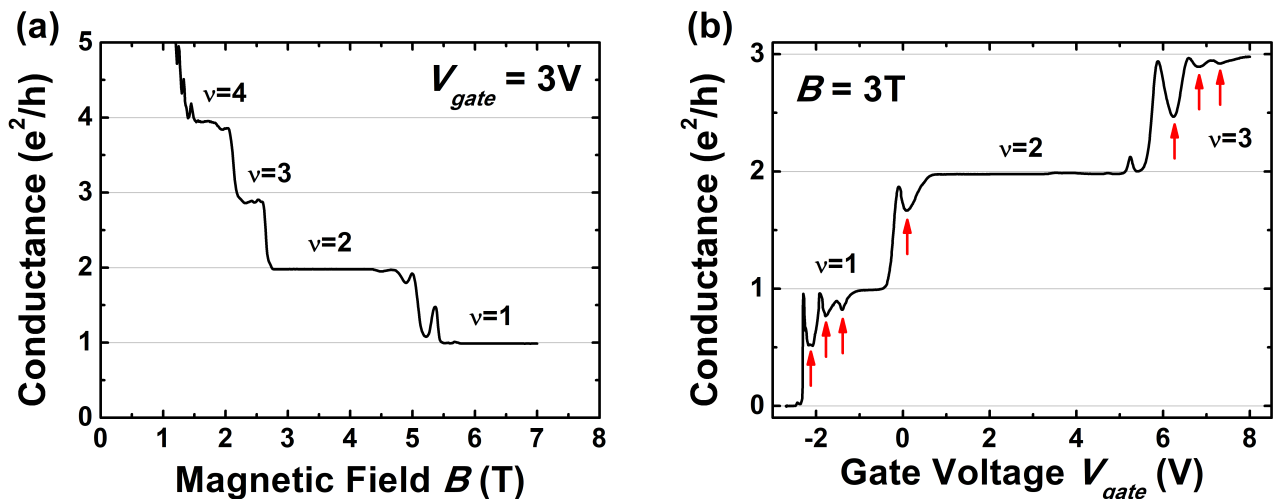 (a)
V_gate = 3V
ν=4
ν=3
ν=2
ν=1
5
4
3
2
1
0
Conductance (e²/h)
0 1 2 3 4 5 6 7 8
Magnetic Field B (T)
(b)
B = 3T
ν=1
ν=2
ν=3
3
2
1
0
Conductance (e²/h)
-2 0 2 4 6 8
Gate Voltage V_gate (V)